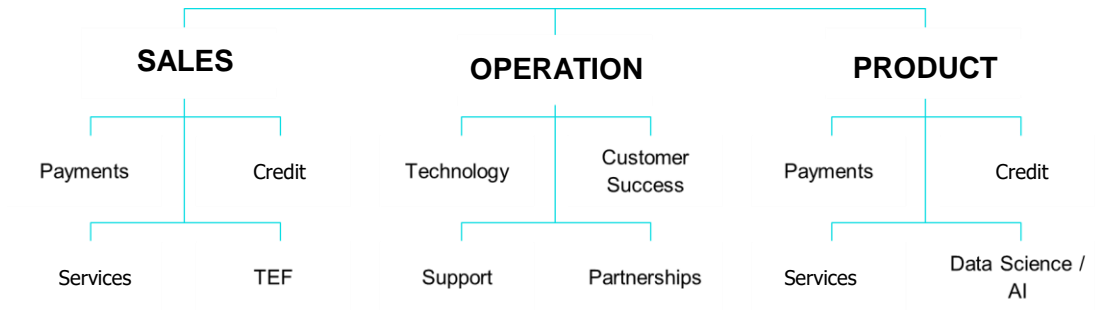 SALES
OPERATION
PRODUCT
Payments
Credit
Technology
Customer
Success
Payments
Credit
Services
TEF
Support
Partnerships
Services
Data Science /
AI